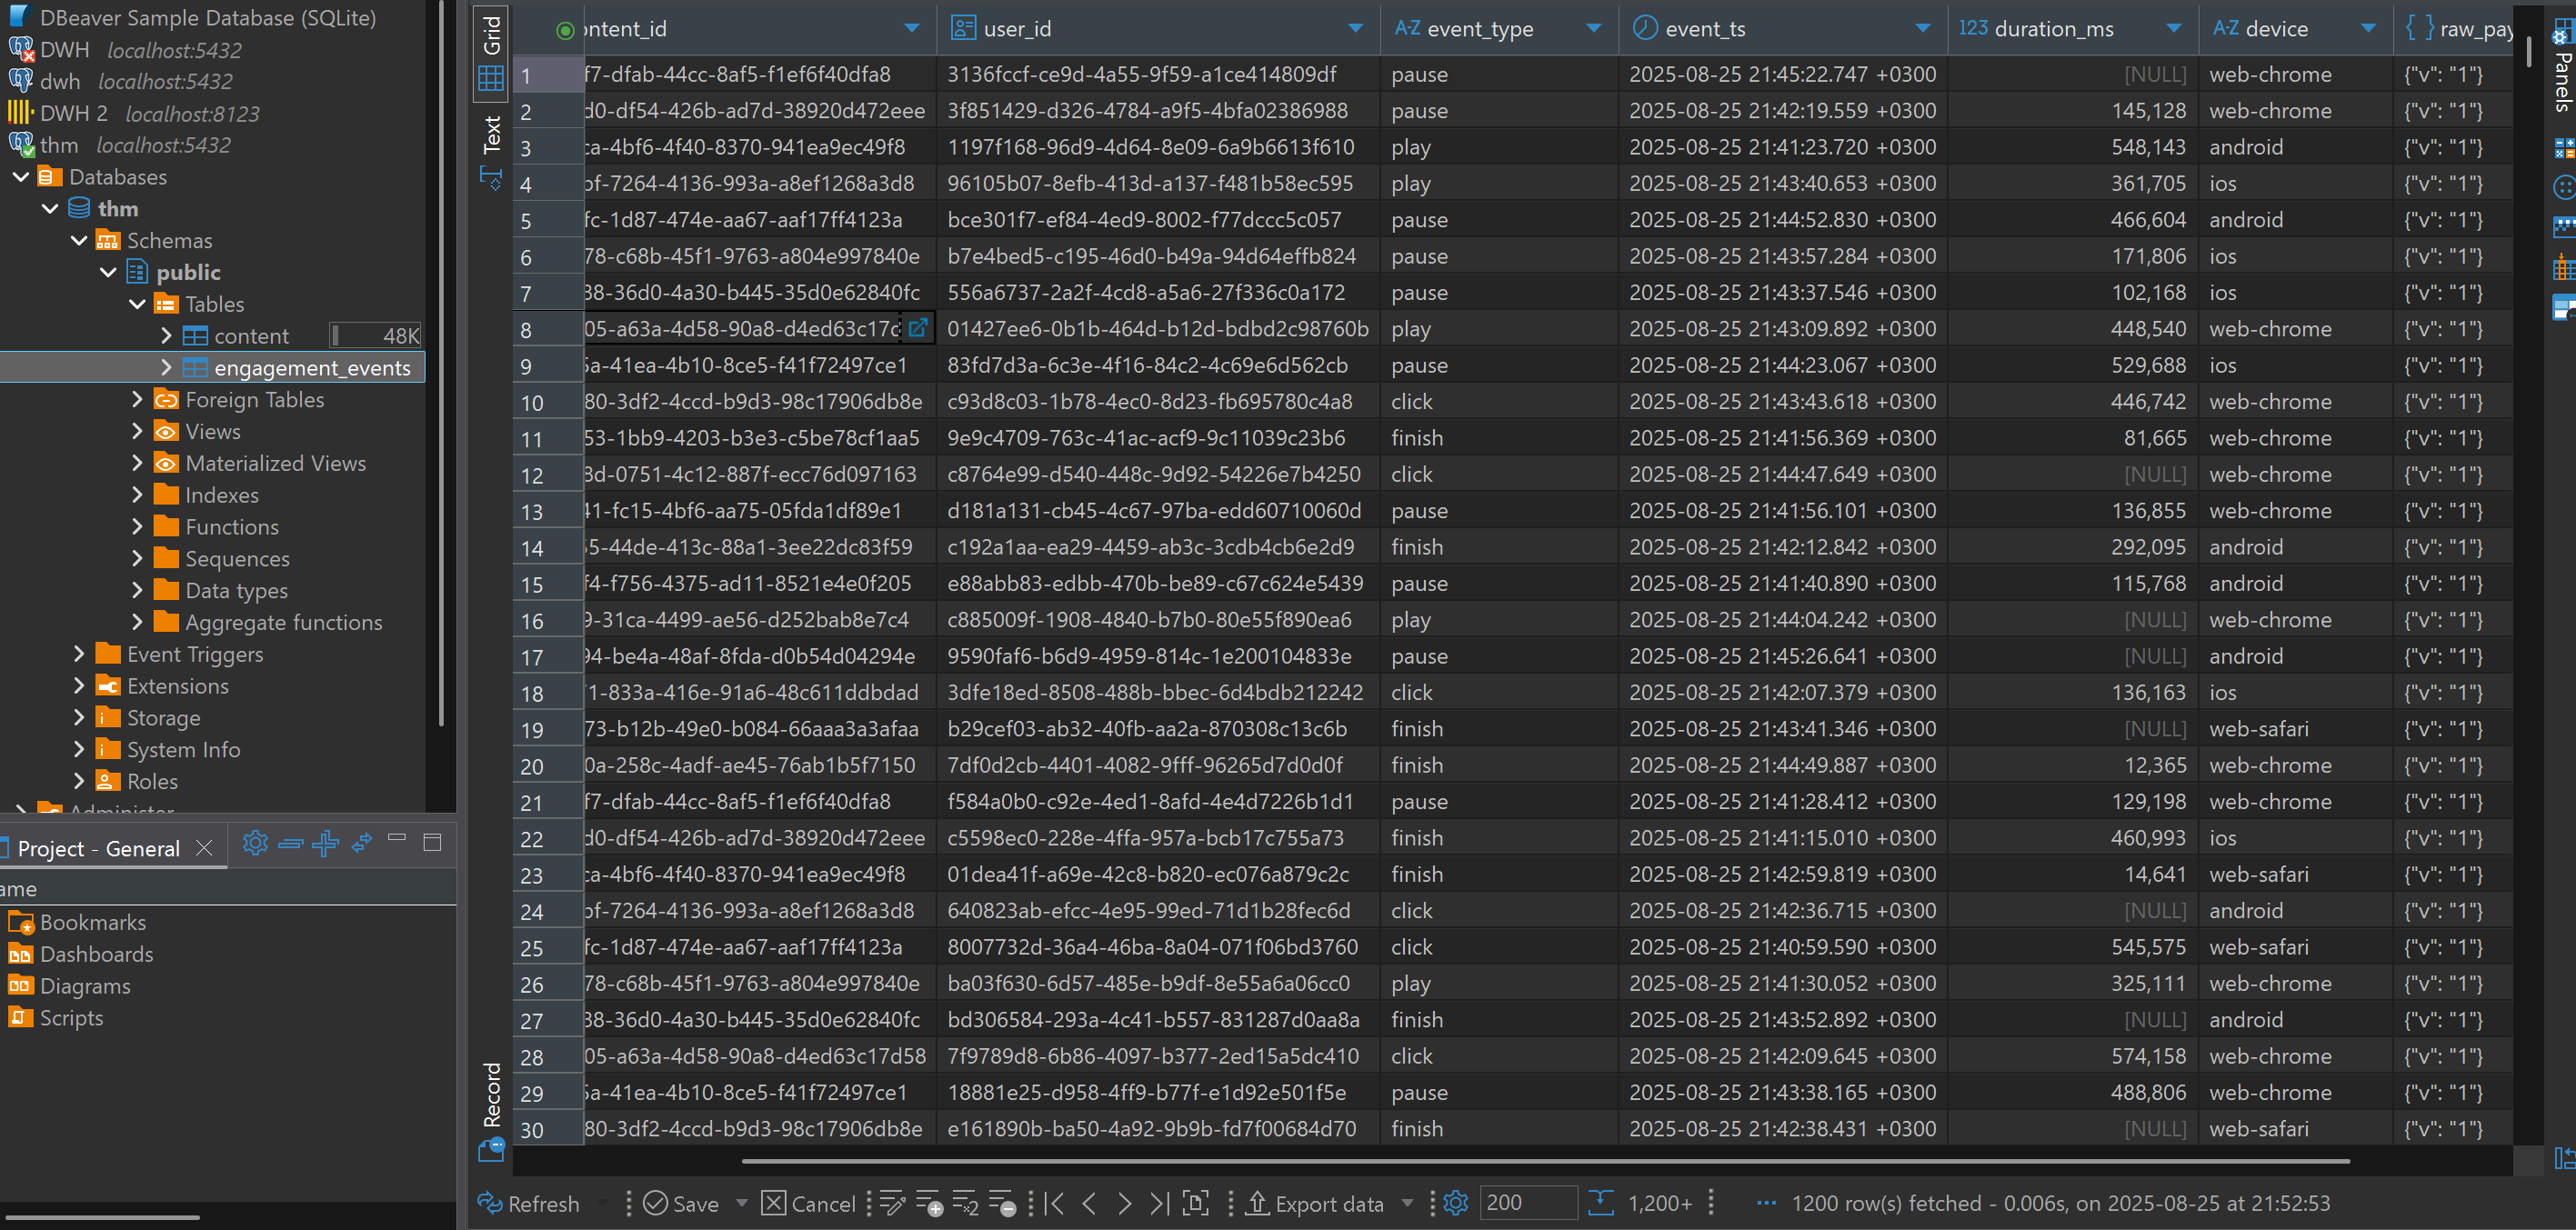 DBeaver Sample Database (SQLite)
DWH localhost:5432
dwh localhost:5432
DWH 2 localhost:8123
thm localhost:5432
Databases
thm
Schemas
public
Tables
content 48K
engagement_events
Foreign Tables
Views
Materialized Views
Indexes
Functions
Sequences
Data types
Aggregate functions
Event Triggers
Extensions
Storage
System Info
Roles
Administer
Project - General
ame
Bookmarks
Dashboards
Diagrams
Scripts
Grid
Text
Record
ontent_id user_id A-Z event_type event_ts 123 duration_ms A-Z device { } raw_pay
1 f7-dfab-44cc-8af5-f1ef6f40dfa8 3136fccf-ce9d-4a55-9f59-a1ce414809df pause 2025-08-25 21:45:22.747 +0300 [NULL] web-chrome {"v": "1"}
2 d0-df54-426b-ad7d-38920d472eee 3f851429-d326-4784-a9f5-4bfa02386988 pause 2025-08-25 21:42:19.559 +0300 145,128 web-chrome {"v": "1"}
3 ca-4bf6-4f40-8370-941ea9ec49f8 1197f168-96d9-4d64-8e09-6a9b6613f610 play 2025-08-25 21:41:23.720 +0300 548,143 android {"v": "1"}
4 bf-7264-4136-993a-a8ef1268a3d8 96105b07-8efb-413d-a137-f481b58ec595 play 2025-08-25 21:43:40.653 +0300 361,705 ios {"v": "1"}
5 fc-1d87-474e-aa67-aaf17ff4123a bce301f7-ef84-4ed9-8002-f77dccc5c057 pause 2025-08-25 21:44:52.830 +0300 466,604 android {"v": "1"}
6 78-c68b-45f1-9763-a804e997840e b7e4bed5-c195-46d0-b49a-94d64effb824 pause 2025-08-25 21:43:57.284 +0300 171,806 ios {"v": "1"}
7 38-36d0-4a30-b445-35d0e62840fc 556a6737-2a2f-4cd8-a5a6-27f336c0a172 pause 2025-08-25 21:43:37.546 +0300 102,168 ios {"v": "1"}
8 05-a63a-4d58-90a8-d4ed63c17d 01427ee6-0b1b-464d-b12d-bdbd2c98760b play 2025-08-25 21:43:09.892 +0300 448,540 web-chrome {"v": "1"}
9 5a-41ea-4b10-8ce5-f41f72497ce1 83fd7d3a-6c3e-4f16-84c2-4c69e6d562cb pause 2025-08-25 21:44:23.067 +0300 529,688 ios {"v": "1"}
10 80-3df2-4ccd-b9d3-98c17906db8e c93d8c03-1b78-4ec0-8d23-fb695780c4a8 click 2025-08-25 21:43:43.618 +0300 446,742 web-chrome {"v": "1"}
11 53-1bb9-4203-b3e3-c5be78cf1aa5 9e9c4709-763c-41ac-acf9-9c11039c23b6 finish 2025-08-25 21:41:56.369 +0300 81,665 web-chrome {"v": "1"}
12 8d-0751-4c12-887f-ecc76d097163 c8764e99-d540-448c-9d92-54226e7b4250 click 2025-08-25 21:44:47.649 +0300 [NULL] web-chrome {"v": "1"}
13 41-fc15-4bf6-aa75-05fda1df89e1 d181a131-cb45-4c67-97ba-edd60710060d pause 2025-08-25 21:41:56.101 +0300 136,855 web-chrome {"v": "1"}
14 55-44de-413c-88a1-3ee22dc83f59 c192a1aa-ea29-4459-ab3c-3cdb4cb6e2d9 finish 2025-08-25 21:42:12.842 +0300 292,095 android {"v": "1"}
15 f4-f756-4375-ad11-8521e4e0f205 e88abb83-edbb-470b-be89-c67c624e5439 pause 2025-08-25 21:41:40.890 +0300 115,768 android {"v": "1"}
16 9-31ca-4499-ae56-d252bab8e7c4 c885009f-1908-4840-b7b0-80e55f890ea6 play 2025-08-25 21:44:04.242 +0300 [NULL] web-chrome {"v": "1"}
17 94-be4a-48af-8fda-d0b54d04294e 9590faf6-b6d9-4959-814c-1e200104833e pause 2025-08-25 21:45:26.641 +0300 [NULL] android {"v": "1"}
18 1-833a-416e-91a6-48c611ddbdad 3dfe18ed-8508-488b-bbec-6d4bdb212242 click 2025-08-25 21:42:07.379 +0300 136,163 ios {"v": "1"}
19 73-b12b-49e0-b084-66aaa3a3afaa b29cef03-ab32-40fb-aa2a-870308c13c6b finish 2025-08-25 21:43:41.346 +0300 [NULL] web-safari {"v": "1"}
20 0a-258c-4adf-ae45-76ab1b5f7150 7df0d2cb-4401-4082-9fff-96265d7d0d0f finish 2025-08-25 21:44:49.887 +0300 12,365 web-chrome {"v": "1"}
21 f7-dfab-44cc-8af5-f1ef6f40dfa8 f584a0b0-c92e-4ed1-8afd-4e4d7226b1d1 pause 2025-08-25 21:41:28.412 +0300 129,198 web-chrome {"v": "1"}
22 d0-df54-426b-ad7d-38920d472eee c5598ec0-228e-4ffa-957a-bcb17c755a73 finish 2025-08-25 21:41:15.010 +0300 460,993 ios {"v": "1"}
23 ca-4bf6-4f40-8370-941ea9ec49f8 01dea41f-a69e-42c8-b820-ec076a879c2c finish 2025-08-25 21:42:59.819 +0300 14,641 web-safari {"v": "1"}
24 bf-7264-4136-993a-a8ef1268a3d8 640823ab-efcc-4e95-99ed-71d1b28fec6d click 2025-08-25 21:42:36.715 +0300 [NULL] android {"v": "1"}
25 fc-1d87-474e-aa67-aaf17ff4123a 8007732d-36a4-46ba-8a04-071f06bd3760 click 2025-08-25 21:40:59.590 +0300 545,575 web-safari {"v": "1"}
26 78-c68b-45f1-9763-a804e997840e ba03f630-6d57-485e-b9df-8e55a6a06cc0 play 2025-08-25 21:41:30.052 +0300 325,111 web-chrome {"v": "1"}
27 38-36d0-4a30-b445-35d0e62840fc bd306584-293a-4c41-b557-831287d0aa8a finish 2025-08-25 21:43:52.892 +0300 [NULL] android {"v": "1"}
28 05-a63a-4d58-90a8-d4ed63c17d58 7f9789d8-6b86-4097-b377-2ed15a5dc410 click 2025-08-25 21:42:09.645 +0300 574,158 web-chrome {"v": "1"}
29 5a-41ea-4b10-8ce5-f41f72497ce1 18881e25-d958-4ff9-b77f-e1d92e501f5e pause 2025-08-25 21:43:38.165 +0300 488,806 web-chrome {"v": "1"}
30 80-3df2-4ccd-b9d3-98c17906db8e e161890b-ba50-4a92-9b9b-fd7f00684d70 finish 2025-08-25 21:42:38.431 +0300 [NULL] web-safari {"v": "1"}
Refresh Save Cancel Export data 200 1,200+ ... 1200 row(s) fetched - 0.006s, on 2025-08-25 at 21:52:53
Panels